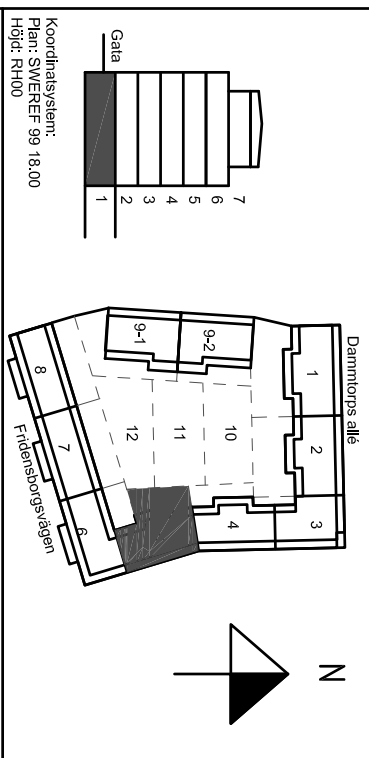 Koordinatsystem:
Plan: SWEREF 99 18.00
Höjd: RH00
Gata
1
2
3
4
5
6
7
Dammtorps allé
Fridensborgsvägen
1
2
3
4
6
7
8
9-1
9-2
10
11
12
N